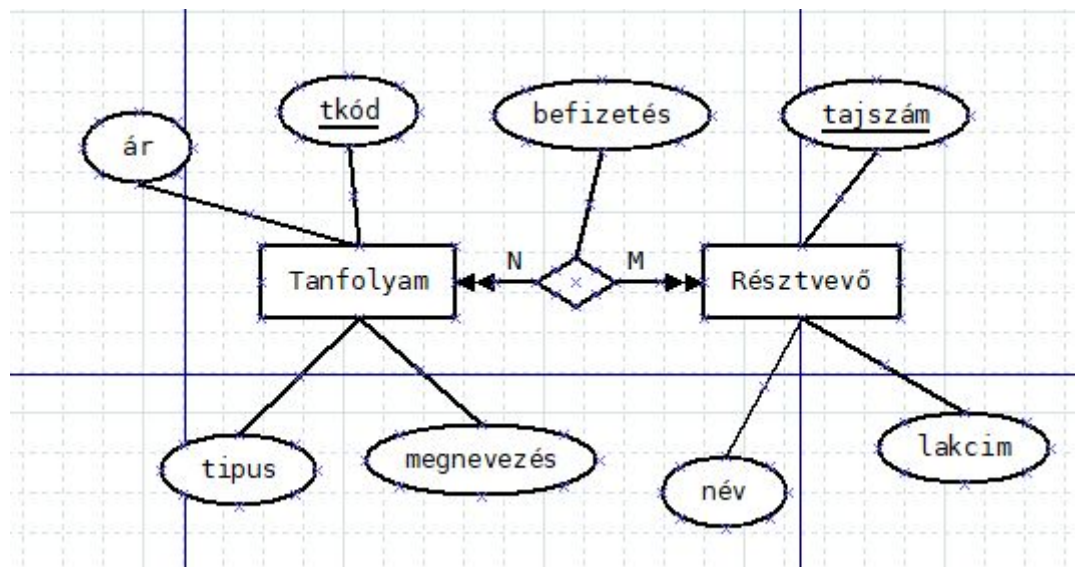 ár
tkód
befizetés
tajszám
Tanfolyam
N
M
Résztvevő
tipus
megnevezés
név
lakcim